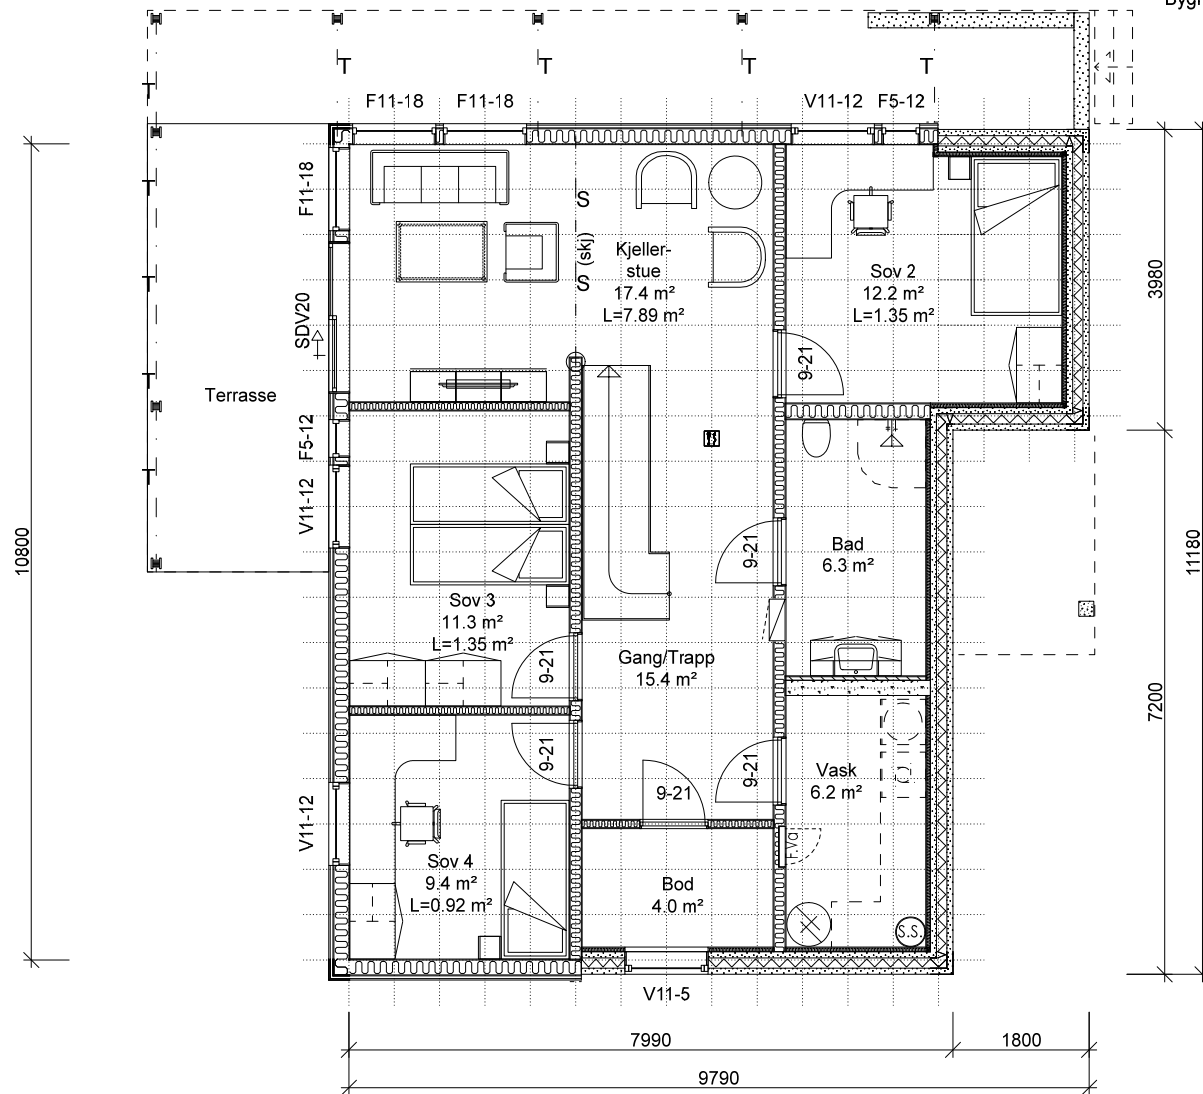 T
T
T
T
F11-18
F11-18
V11-12
F5-12
T
F11-18
T
S
(skj)
S
Kjeller-
stue
17.4 m²
L=7.89 m²
Sov 2
12.2 m²
L=1.35 m²
3980
T
SDV20
9-21
T
Terrasse
F5-12
T
V11-12
10800
9-21
Bad
6.3 m²
11180
Sov 3
11.3 m²
L=1.35 m²
9-21
Gang/Trapp
15.4 m²
7200
9-21
9-21
Vask
6.2 m²
9-21
V11-12
F.Vd
Sov 4
9.4 m²
L=0.92 m²
Bod
4.0 m²
S.S.
V11-5
7990
1800
9790